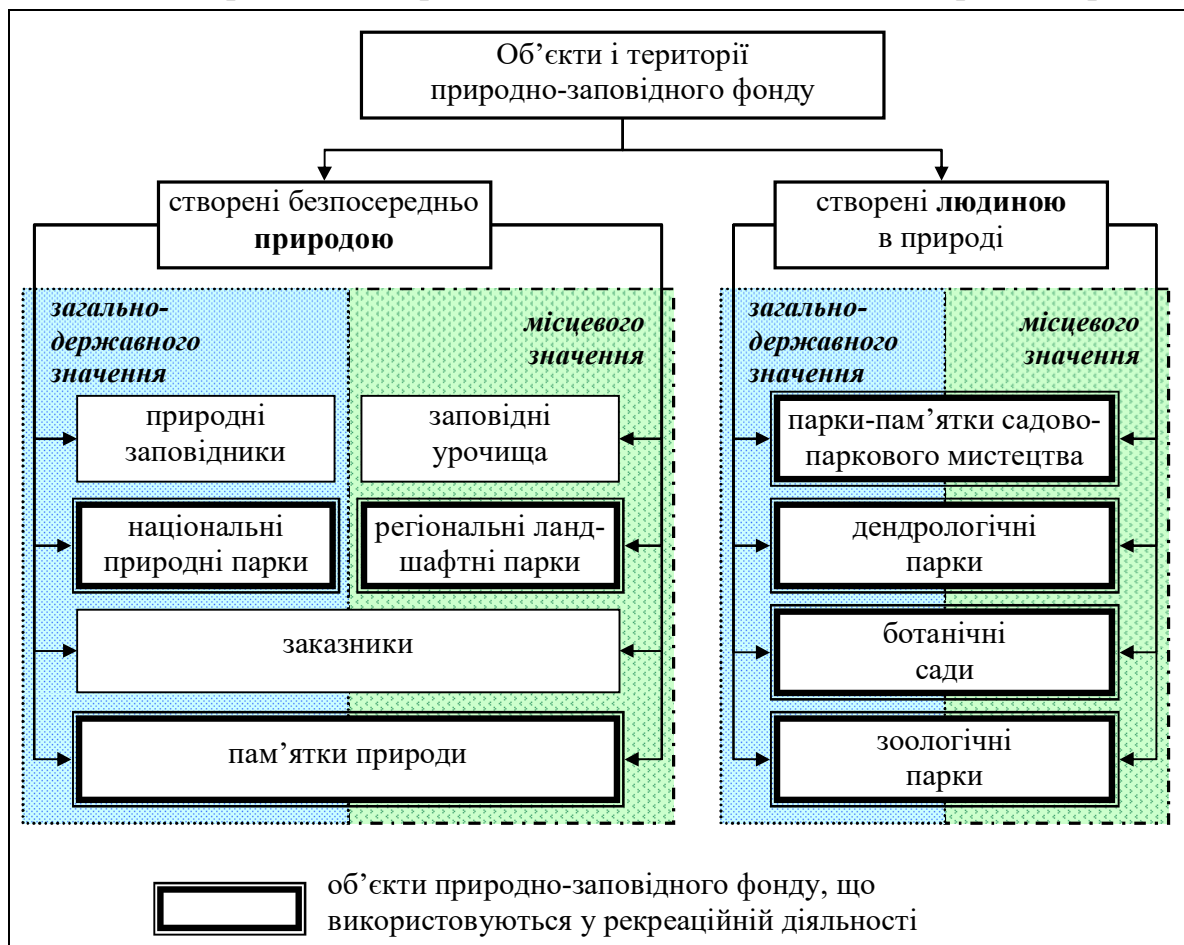 Об’єкти і території
природно-заповідного фонду
створені безпосередньо
природою
створені людиною
в природі
загально-
державного
значення
місцевого
значення
природні
заповідники
заповідні
урочища
національні
природні парки
регіональні ланд-
шафтні парки
заказники
пам’ятки природи
загально-
державного
значення
місцевого
значення
парки-пам’ятки садово-
паркового мистецтва
дендрологічні
парки
ботанічні
сади
зоологічні
парки
об’єкти природно-заповідного фонду, що
використовуються у рекреаційній діяльності